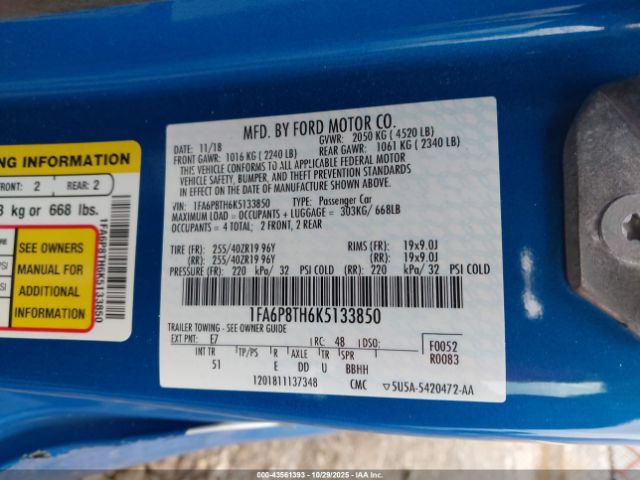 NG INFORMATION
FRONT: 2 REAR: 2
3 kg or 668 lbs.
SEE OWNERS
MANUAL FOR
ADDITIONAL
INFORMATION
1FA6P8TH6K5133850
MFD. BY FORD MOTOR CO.
DATE: 11/18 GVWR: 2050 KG ( 4520 LB)
FRONT GAWR: 1016 KG ( 2240 LB) REAR GAWR: 1061 KG ( 2340 LB)
THIS VEHICLE CONFORMS TO ALL APPLICABLE FEDERAL MOTOR
VEHICLE SAFETY, BUMPER, AND THEFT PREVENTION STANDARDS
IN EFFECT ON THE DATE OF MANUFACTURE SHOWN ABOVE.
VIN: 1FA6P8TH6K5133850 TYPE: Passenger Car
MAXIMUM LOAD = OCCUPANTS + LUGGAGE = 303KG/ 668LB
OCCUPANTS = 4 TOTAL: 2 FRONT, 2 REAR
TIRE (FR): 255/40ZR19 96Y RIMS (FR): 19x9.0J
(RR): 255/40ZR19 96Y (RR): 19x9.0J
PRESSURE (FR): 220 kPa/ 32 PSI COLD (RR): 220 kPa/ 32 PSI COLD
1FA6P8TH6K5133850
TRAILER TOWING - SEE OWNER GUIDE
EXT PNT: E7 RC: 48 DSO: F0052
INT TR TP/PS R AXLE TR SPR R0083
51 E DD U BBHH
1201811137348 CMC 5U5A-5420472-AA
000-43561393 - 10/29/2025 - IAAI.com